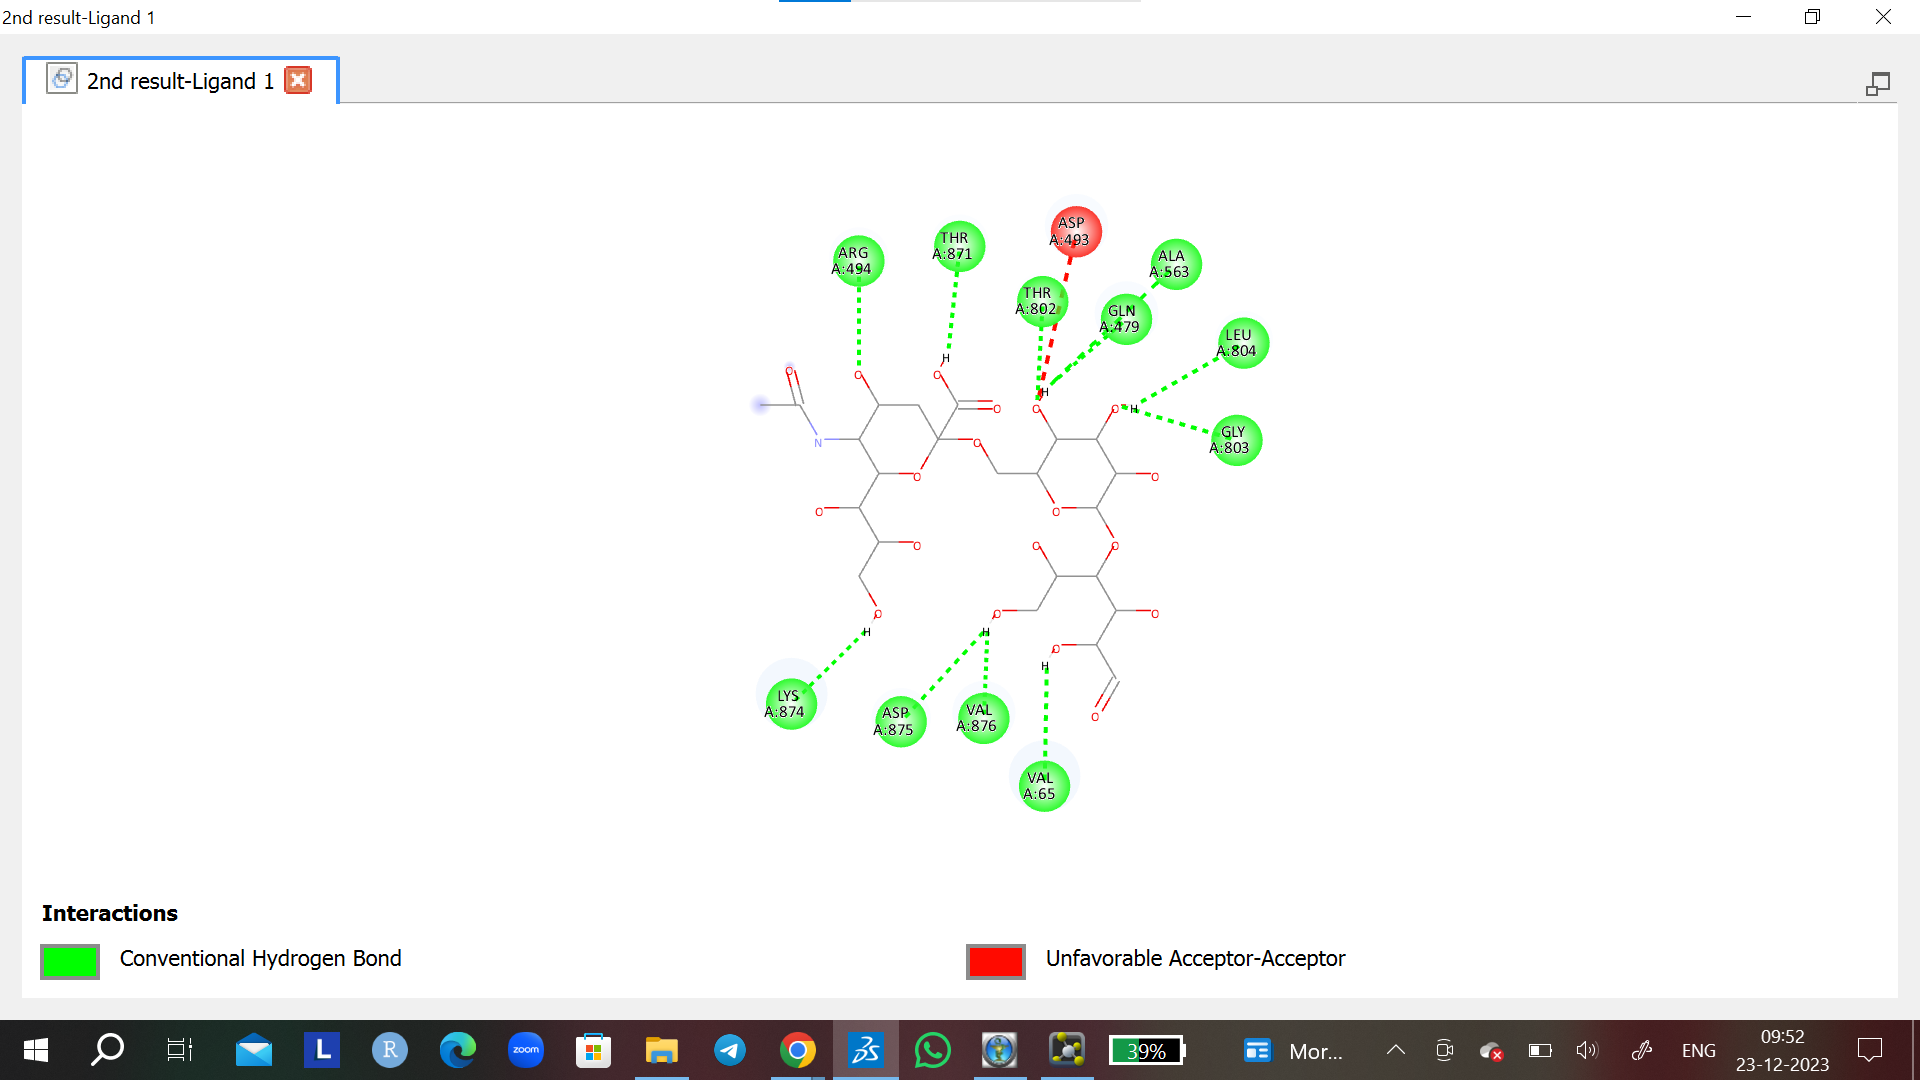 2nd result-Ligand 1
2nd result-Ligand 1
ASP
A:493
THR
A:871
ARG
A:494
ALA
A:563
THR
A:802
GLN
A:479
LEU
A:804
H
O
O
O
H
O
O
O
O
H
GLY
A:803
N
O
O
O
O
O
O
O
O
O
O
O
O
H
H
O
H
LYS
A:874
ASP
A:875
VAL
A:876
O
VAL
A:65
Interactions
Conventional Hydrogen Bond
Unfavorable Acceptor-Acceptor
L
R
zoom
39%
Mor...
ENG
09:52
23-12-2023